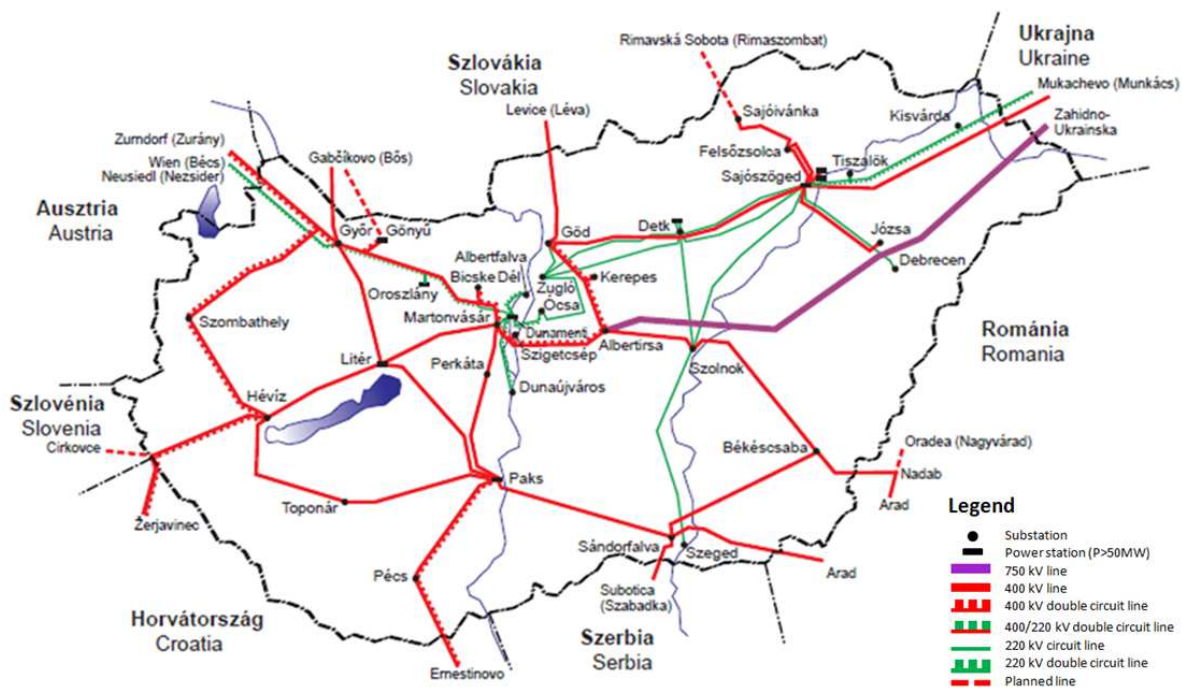 Ukrajna
Ukraine
Rimavská Sobota (Rimaszombat)
Szlovákia
Slovakia
Mukachevo (Munkács)
Levice (Léva)
Sajóivánka
Kisvárda
Zahidno-
Ukrainska
Zurndorf (Zurány)
Wien (Bécs)
Neusiedl (Nezsider)
Gabčíkovo (Bős)
Felsőzsolca
Tiszalök
Sajószöged
Ausztria
Austria
Győr
Gönyű
Göd
Detk
Józsa
Debrecen
Albertfalva
Bicske Dél
Kerepes
Zugló
Oroszlány
Ócsa
Szombathely
Martonvásár
Dunament.
Albertirsa
Szigetcsép
Románia
Romania
Litér
Perkáta
Szolnok
Dunaújváros
Szlovénia
Slovenia
Hévíz
Cirkovce
Békéscsaba
Oradea (Nagyvárad)
Nadab
Paks
Arad
Toponár
Žerjavinec
Legend
Substation
Power station (P>50MW)
750 kV line
400 kV line
400 kV double circuit line
400/220 kV double circuit line
220 kV circuit line
220 kV double circuit line
Planned line
Sándorfalva
Szeged
Arad
Pécs
Subotica
(Szabadka)
Horvátország
Croatia
Szerbia
Serbia
Ernestinovo